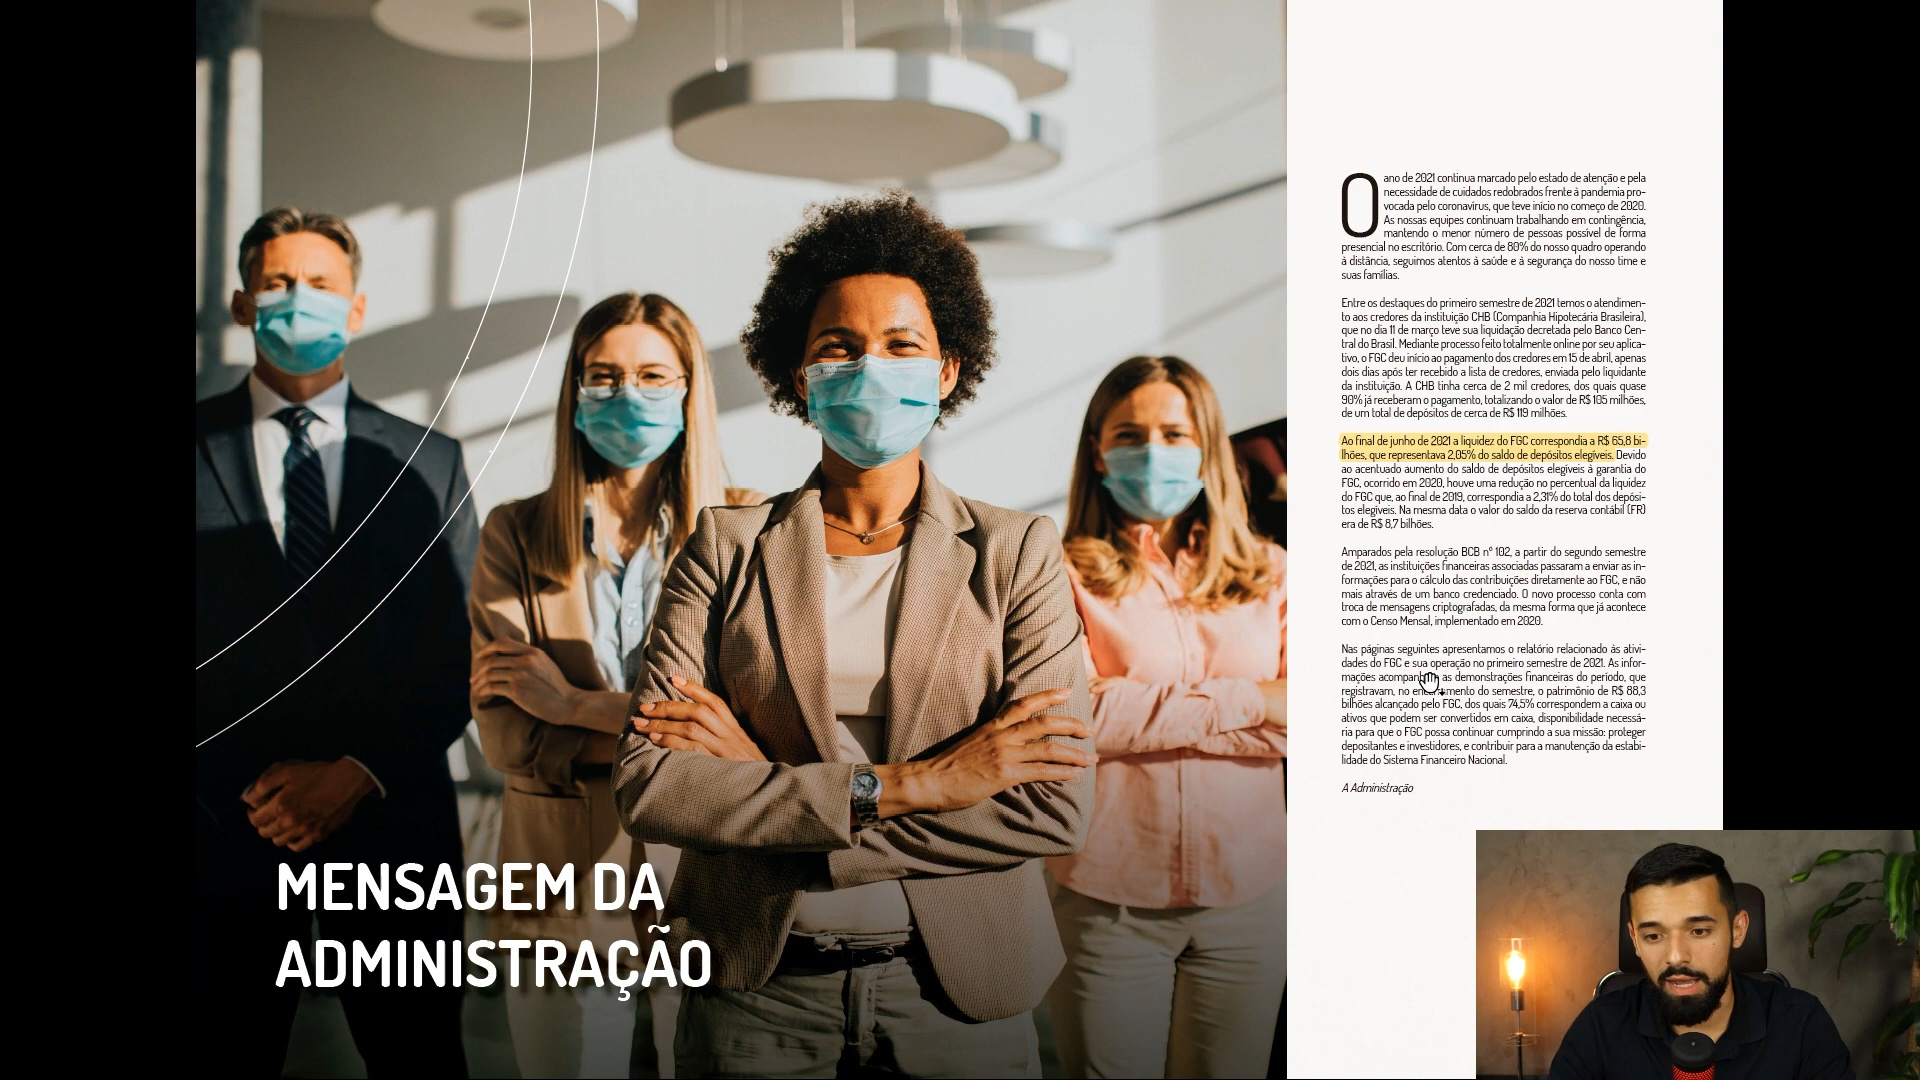 MENSAGEM DA
ADMINISTRAÇÃO
O ano de 2021 continua marcado pelo estado de atenção e pela
necessidade de cuidados redobrados frente à pandemia pro-
vocada pelo coronavírus, que teve início no começo de 2020.
As nossas equipes continuam trabalhando em contingência,
mantendo o menor número de pessoas possível de forma
presencial no escritório. Com cerca de 80% do nosso quadro operando
à distância, seguimos atentos à saúde e à segurança do nosso time e
suas famílias.
Entre os destaques do primeiro semestre de 2021 temos o atendimen-
to aos credores da instituição CHB (Companhia Hipotecária Brasileira),
que no dia 11 de março teve sua liquidação decretada pelo Banco Cen-
tral do Brasil. Mediante processo feito totalmente online por seu aplica-
tivo, o FGC deu início ao pagamento dos credores em 15 de abril, apenas
dois dias após ter recebido a lista de credores, enviada pelo liquidante
da instituição. A CHB tinha cerca de 2 mil credores, dos quais quase
90% já receberam o pagamento, totalizando o valor de R$ 105 milhões,
de um total de depósitos de cerca de R$ 119 milhões.
Ao final de junho de 2021 a liquidez do FGC correspondia a R$ 65,8 bi-
lhões, que representava 2,05% do saldo de depósitos elegíveis. Devido
ao acentuado aumento do saldo de depósitos elegíveis à garantia do
FGC, ocorrido em 2020, houve uma redução no percentual da liquidez
do FGC que, ao final de 2019, correspondia a 2,31% do total dos depósi-
tos elegíveis. Na mesma data o valor do saldo da reserva contábil (FR)
era de R$ 8,7 bilhões.
Amparados pela resolução BCB nº 102, a partir do segundo semestre
de 2021, as instituições financeiras associadas passaram a enviar as in-
formações para o cálculo das contribuições diretamente ao FGC, e não
mais através de um banco credenciado. O novo processo conta com
troca de mensagens criptografadas, da mesma forma que já acontece
com o Censo Mensal, implementado em 2020.
Nas páginas seguintes apresentamos o relatório relacionado às ativi-
dades do FGC e sua operação no primeiro semestre de 2021. As infor-
mações as demonstrações financeiras do período, que
registravam, no do semestre, o patrimônio de R$ 88,3
bilhões alcançado pelo FGC, dos quais 74,5% correspondem a caixa ou
ativos que podem ser convertidos em caixa, disponibilidade necessá-
ria para que o FGC possa continuar cumprindo a sua missão: proteger
depositantes e investidores, e contribuir para a manutenção da estabi-
lidade do Sistema Financeiro Nacional.
A Administração